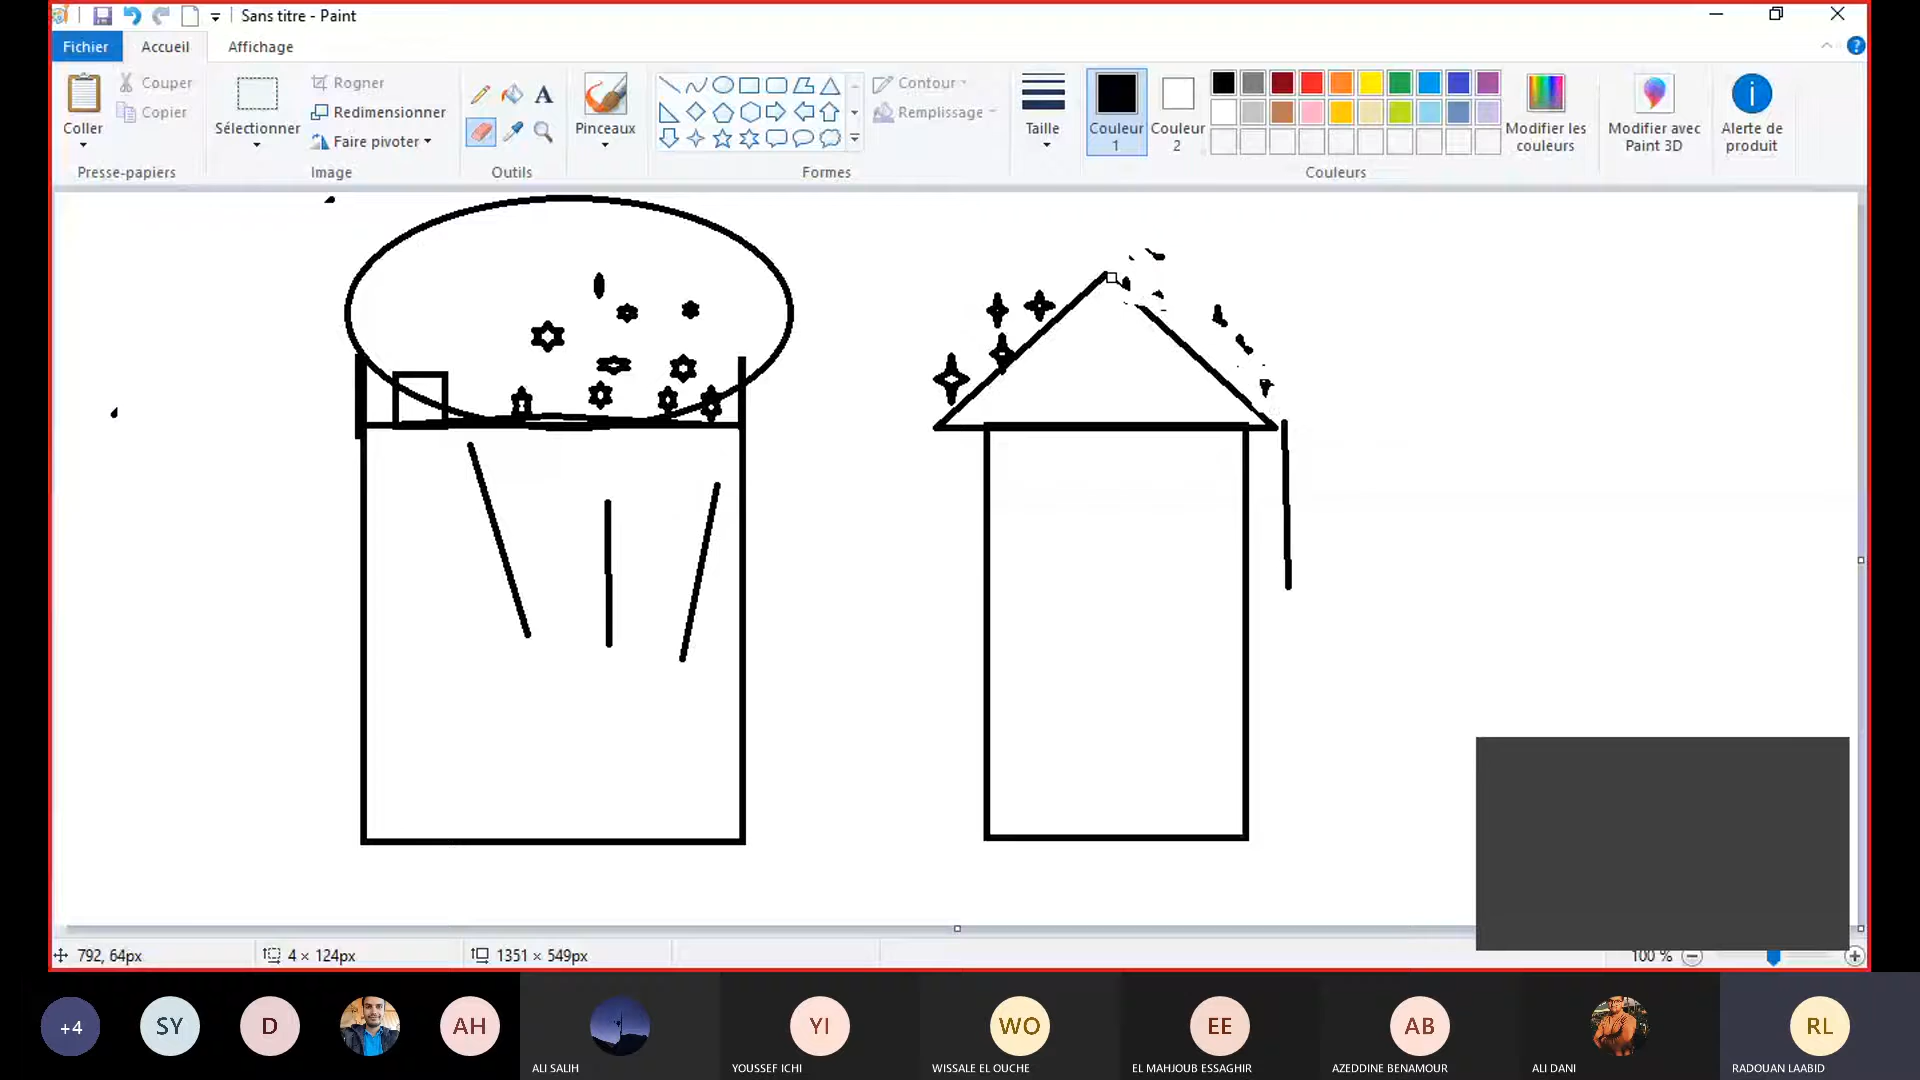 Sans titre - Paint
Fichier
Accueil
Affichage
Coller
Couper
Copier
Presse-papiers
Sélectionner
Rogner
Redimensionner
Faire pivoter
Image
A
Outils
Pinceaux
Contour
Remplissage
Formes
Taille
Couleur
1
Couleur
2
Modifier les
couleurs
Couleurs
Modifier avec
Paint 3D
Alerte de
produit
792, 64px
4 × 124px
1351 × 549px
100 %
+4
SY
D
AH
ALI SALIH
YI
YOUSSEF ICHI
WO
WISSALE EL OUCHE
EE
EL MAHJOUB ESSAGHIR
AB
AZEDDINE BENAMOUR
ALI DANI
RL
RADOUAN LAABID